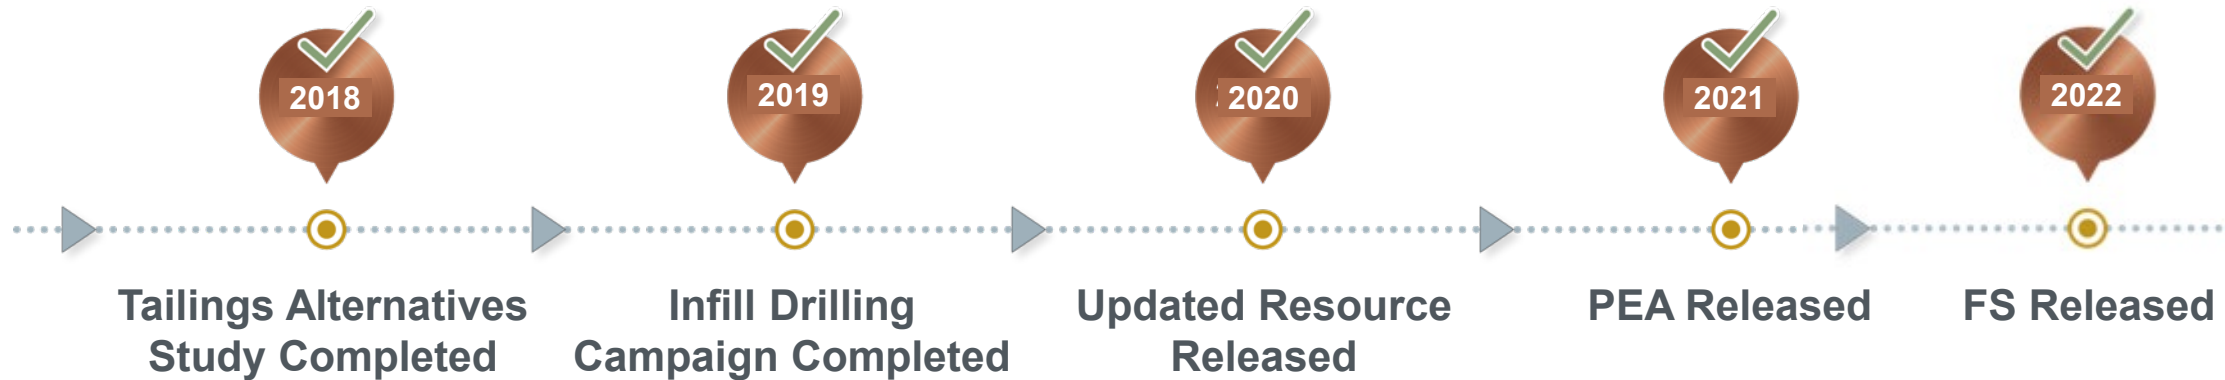 2018
2019
2020
2021
2022
Tailings Alternatives
Study Completed
Infill Drilling
Campaign Completed
Updated Resource
Released
PEA Released
FS Released